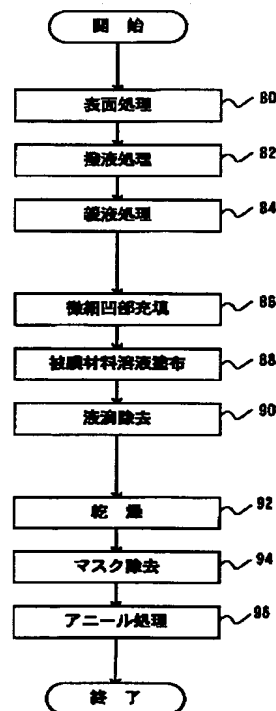 開 始
表面処理
80
撥液処理
82
親液処理
84
微細凹部充填
86
被膜材料溶液塗布
88
液滴除去
90
乾 燥
92
マスク除去
94
アニール処理
96
終 了